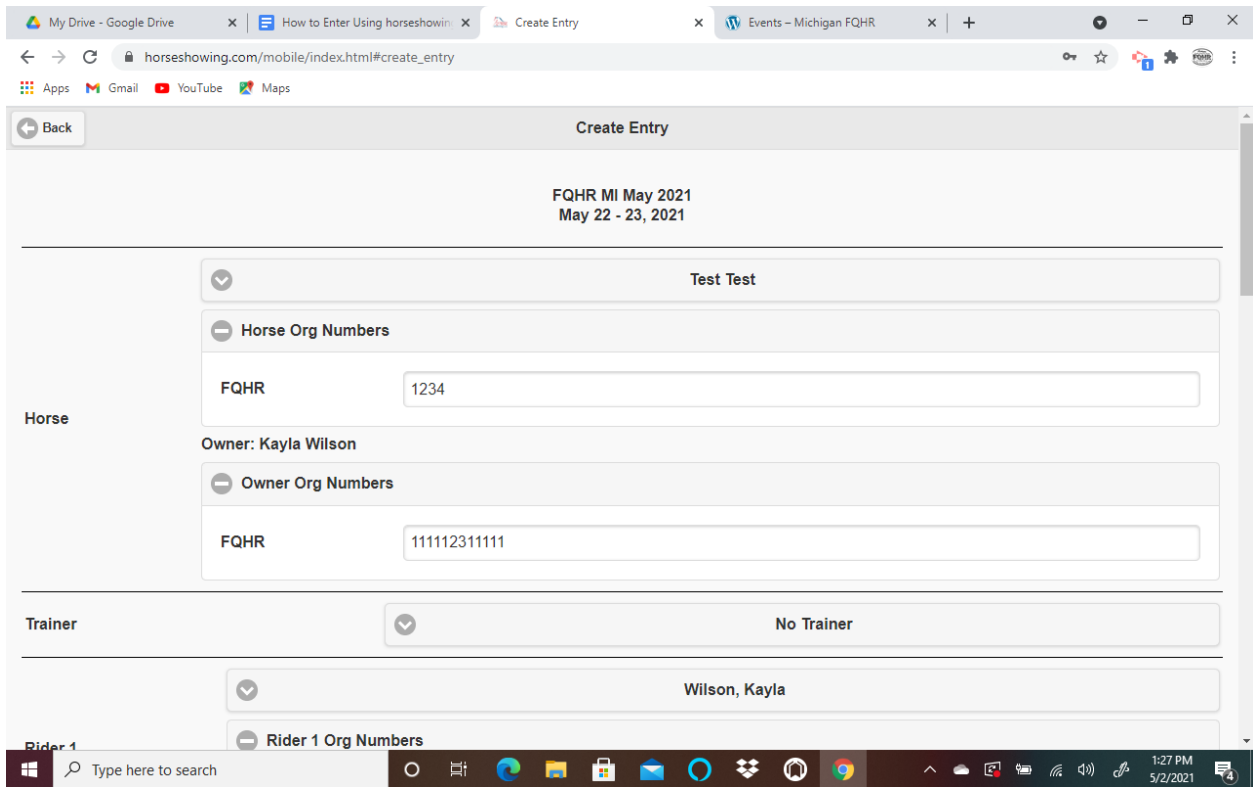 My Drive - Google Drive
How to Enter Using horseshowing
Create Entry
Events – Michigan FQHR
horseshowing.com/mobile/index.html#create_entry
FQHR
1
Apps
Gmail
YouTube
Maps
Back
Create Entry
FQHR MI May 2021
May 22 - 23, 2021
Test Test
Horse Org Numbers
FQHR
1234
Horse
Owner: Kayla Wilson
Owner Org Numbers
FQHR
111112311111
Trainer
No Trainer
Wilson, Kayla
Rider 1
Rider 1 Org Numbers
Type here to search
1:27 PM
5/2/2021
4